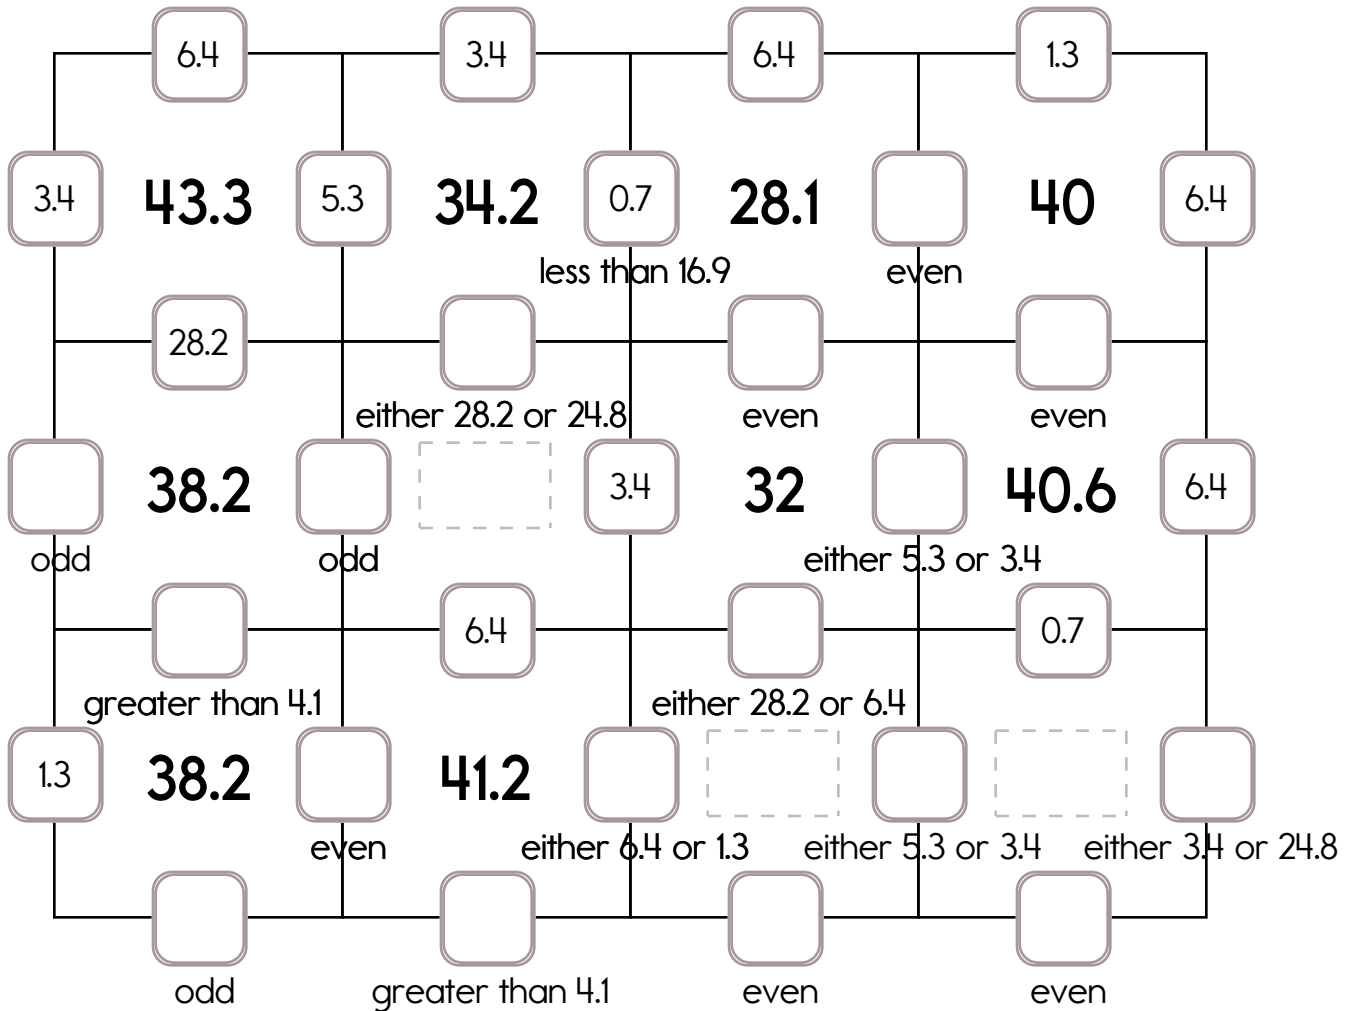 6.4 3.4 6.4 1.3
3.4 43.3 5.3 34.2 0.7 28.1 40 6.4
less than 16.9 even
28.2
either 28.2 or 24.8 even even
38.2 3.4 32 40.6 6.4
odd odd either 5.3 or 3.4
6.4 0.7
greater than 4.1 either 28.2 or 6.4
1.3 38.2 41.2
even either 6.4 or 1.3 either 5.3 or 3.4 either 3.4 or 24.8
odd greater than 4.1 even even